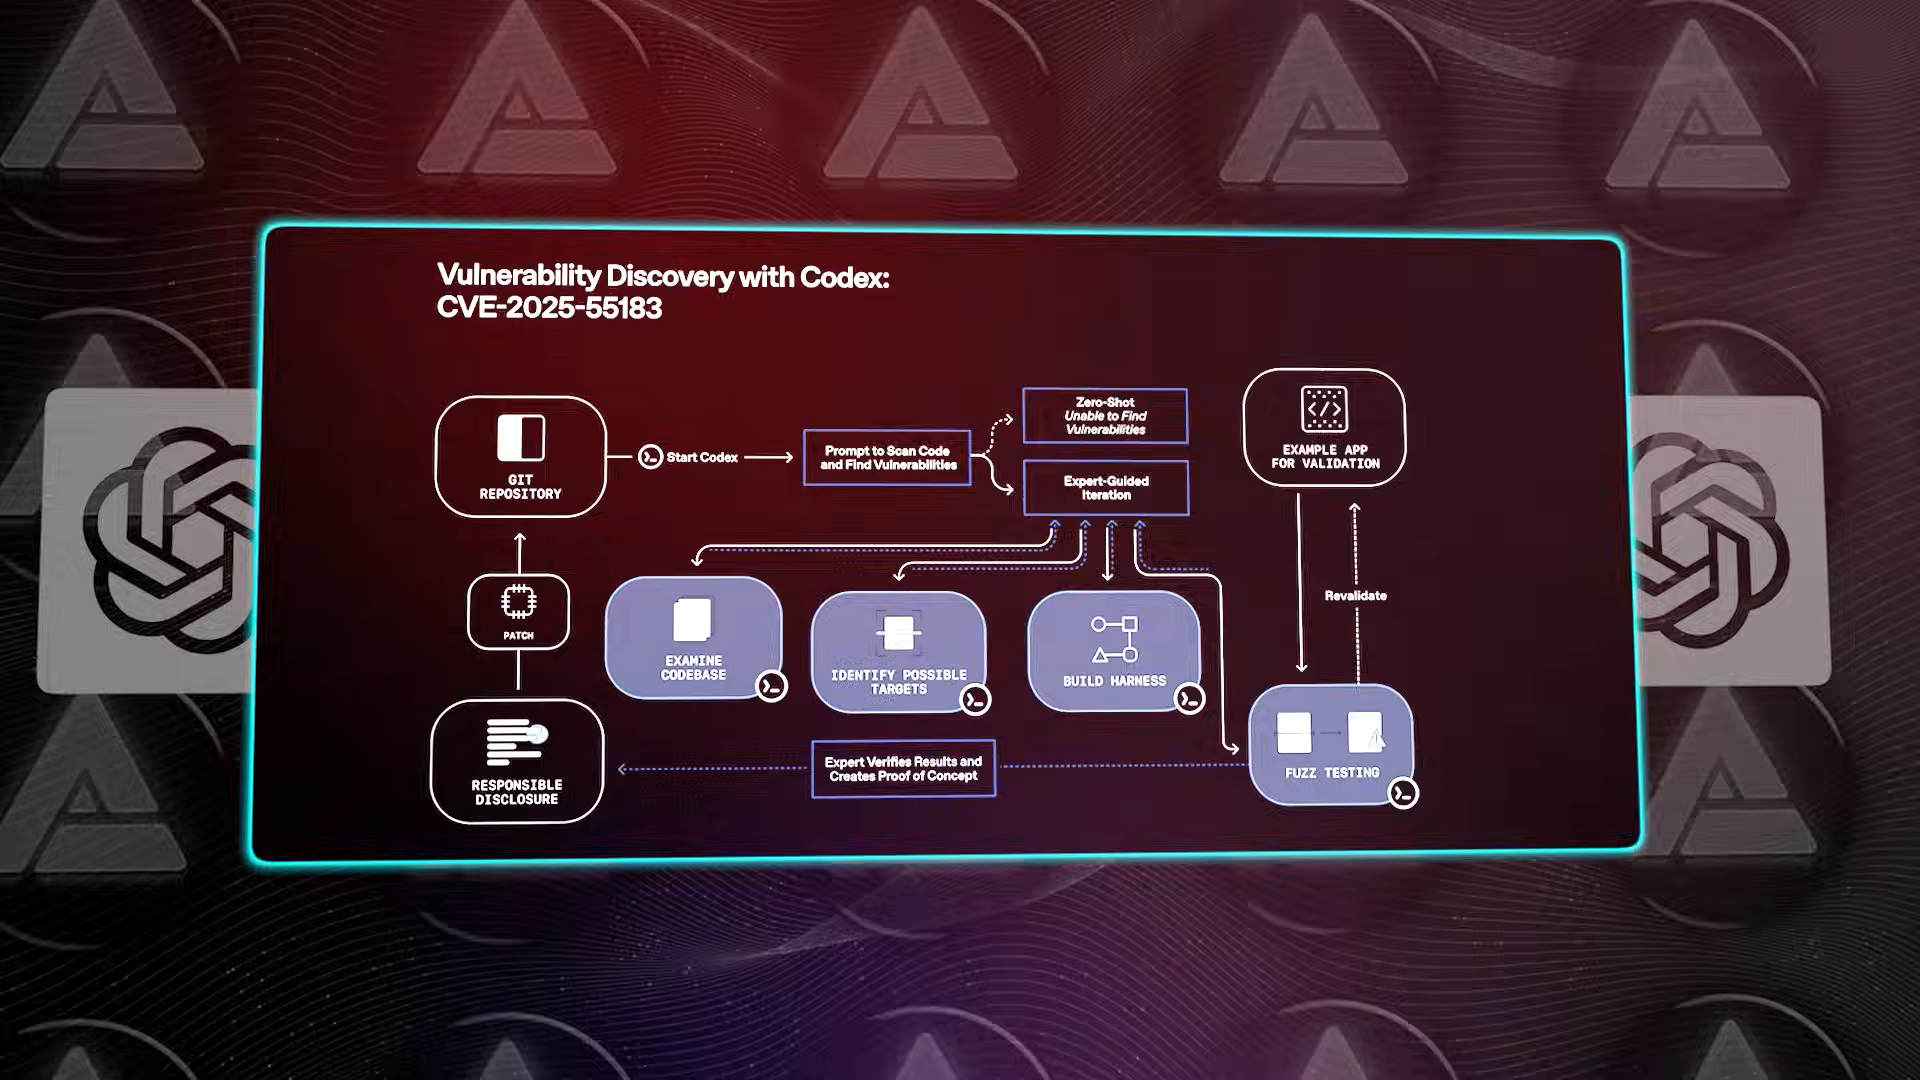 Vulnerability Discovery with Codex:
CVE-2025-55183
GIT
REPOSITORY
Start Codex
Prompt to Scan Code
and Find Vulnerabilities
Zero-Shot
Unable to Find
Vulnerabilities
Expert-Guided
Iteration
EXAMPLE APP
FOR VALIDATION
Revalidate
PATCH
EXAMINE
CODEBASE
IDENTIFY POSSIBLE
TARGETS
BUILD HARNESS
FUZZ TESTING
Expert Verifies Results and
Creates Proof of Concept
RESPONSIBLE
DISCLOSURE